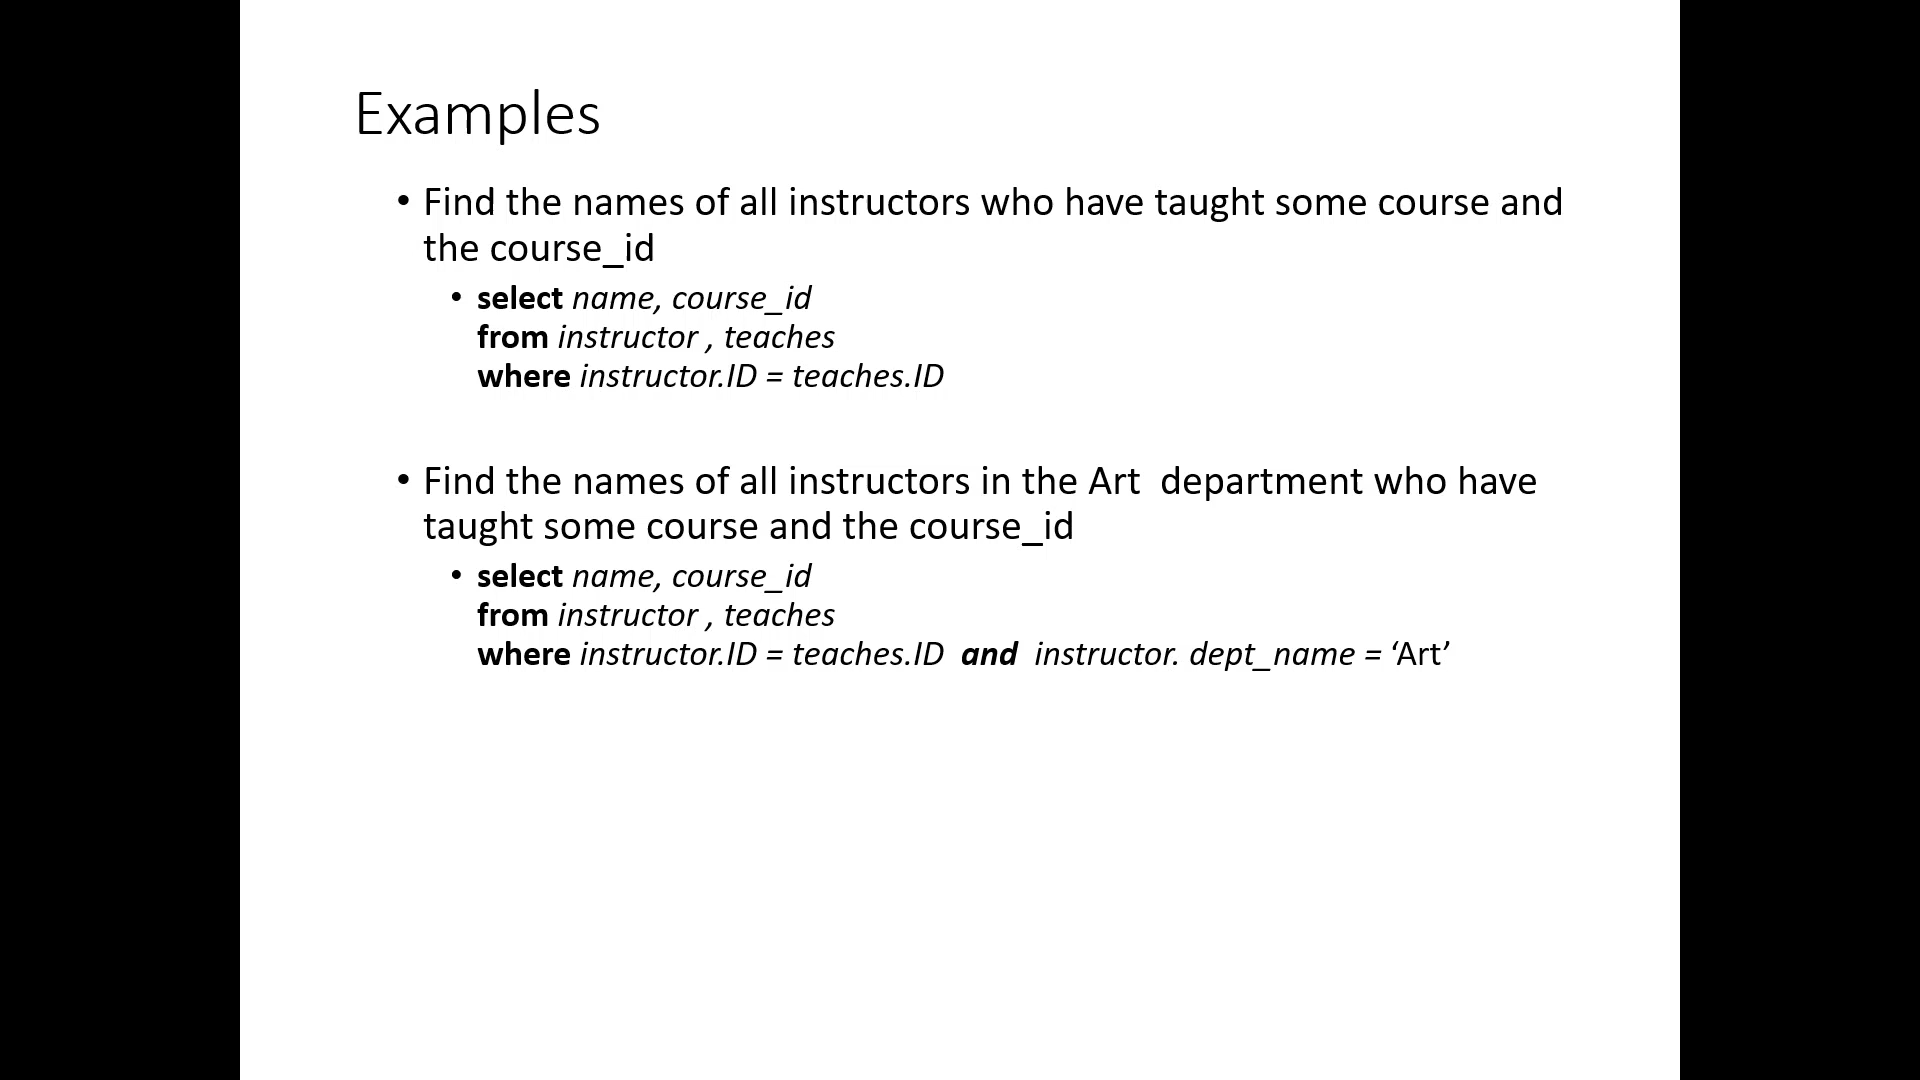 Examples
• Find the names of all instructors who have taught some course and
the course_id
• select name, course_id
from instructor , teaches
where instructor.ID = teaches.ID
• Find the names of all instructors in the Art  department who have
taught some course and the course_id
• select name, course_id
from instructor , teaches
where instructor.ID = teaches.ID  and  instructor. dept_name = ‘Art’